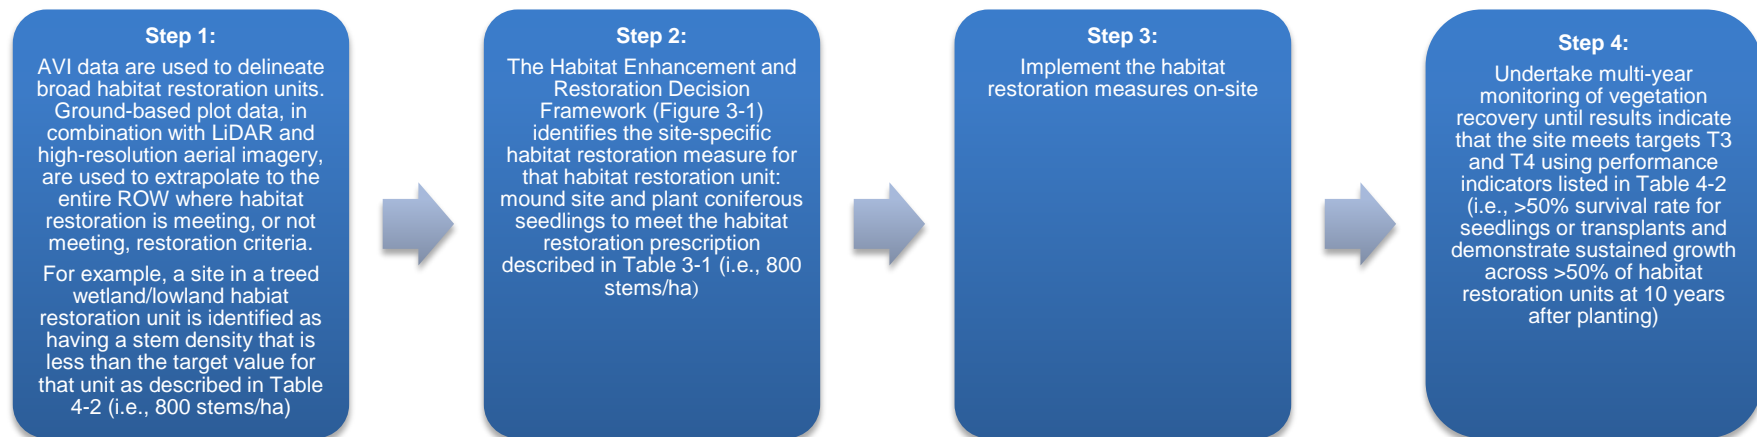 Step 1:
AVI data are used to delineate
broad habitat restoration units.
Ground-based plot data, in
combination with LiDAR and
high-resolution aerial imagery,
are used to extrapolate to the
entire ROW where habitat
restoration is meeting, or not
meeting, restoration criteria.
For example, a site in a treed
wetland/lowland habiat
restoration unit is identified as
having a stem density that is
less than the target value for
that unit as described in Table
4-2 (i.e., 800 stems/ha)
Step 2:
The Habitat Enhancement and
Restoration Decision
Framework (Figure 3-1)
identifies the site-specific
habitat restoration measure for
that habitat restoration unit:
mound site and plant coniferous
seedlings to meet the habitat
restoration prescription
described in Table 3-1 (i.e., 800
stems/ha)
Step 3:
Implement the habitat
restoration measures on-site
Step 4:
Undertake multi-year
monitoring of vegetation
recovery until results indicate
that the site meets targets T3
and T4 using performance
indicators listed in Table 4-2
(i.e., >50% survival rate for
seedlings or transplants and
demonstrate sustained growth
across >50% of habitat
restoration units at 10 years
after planting)